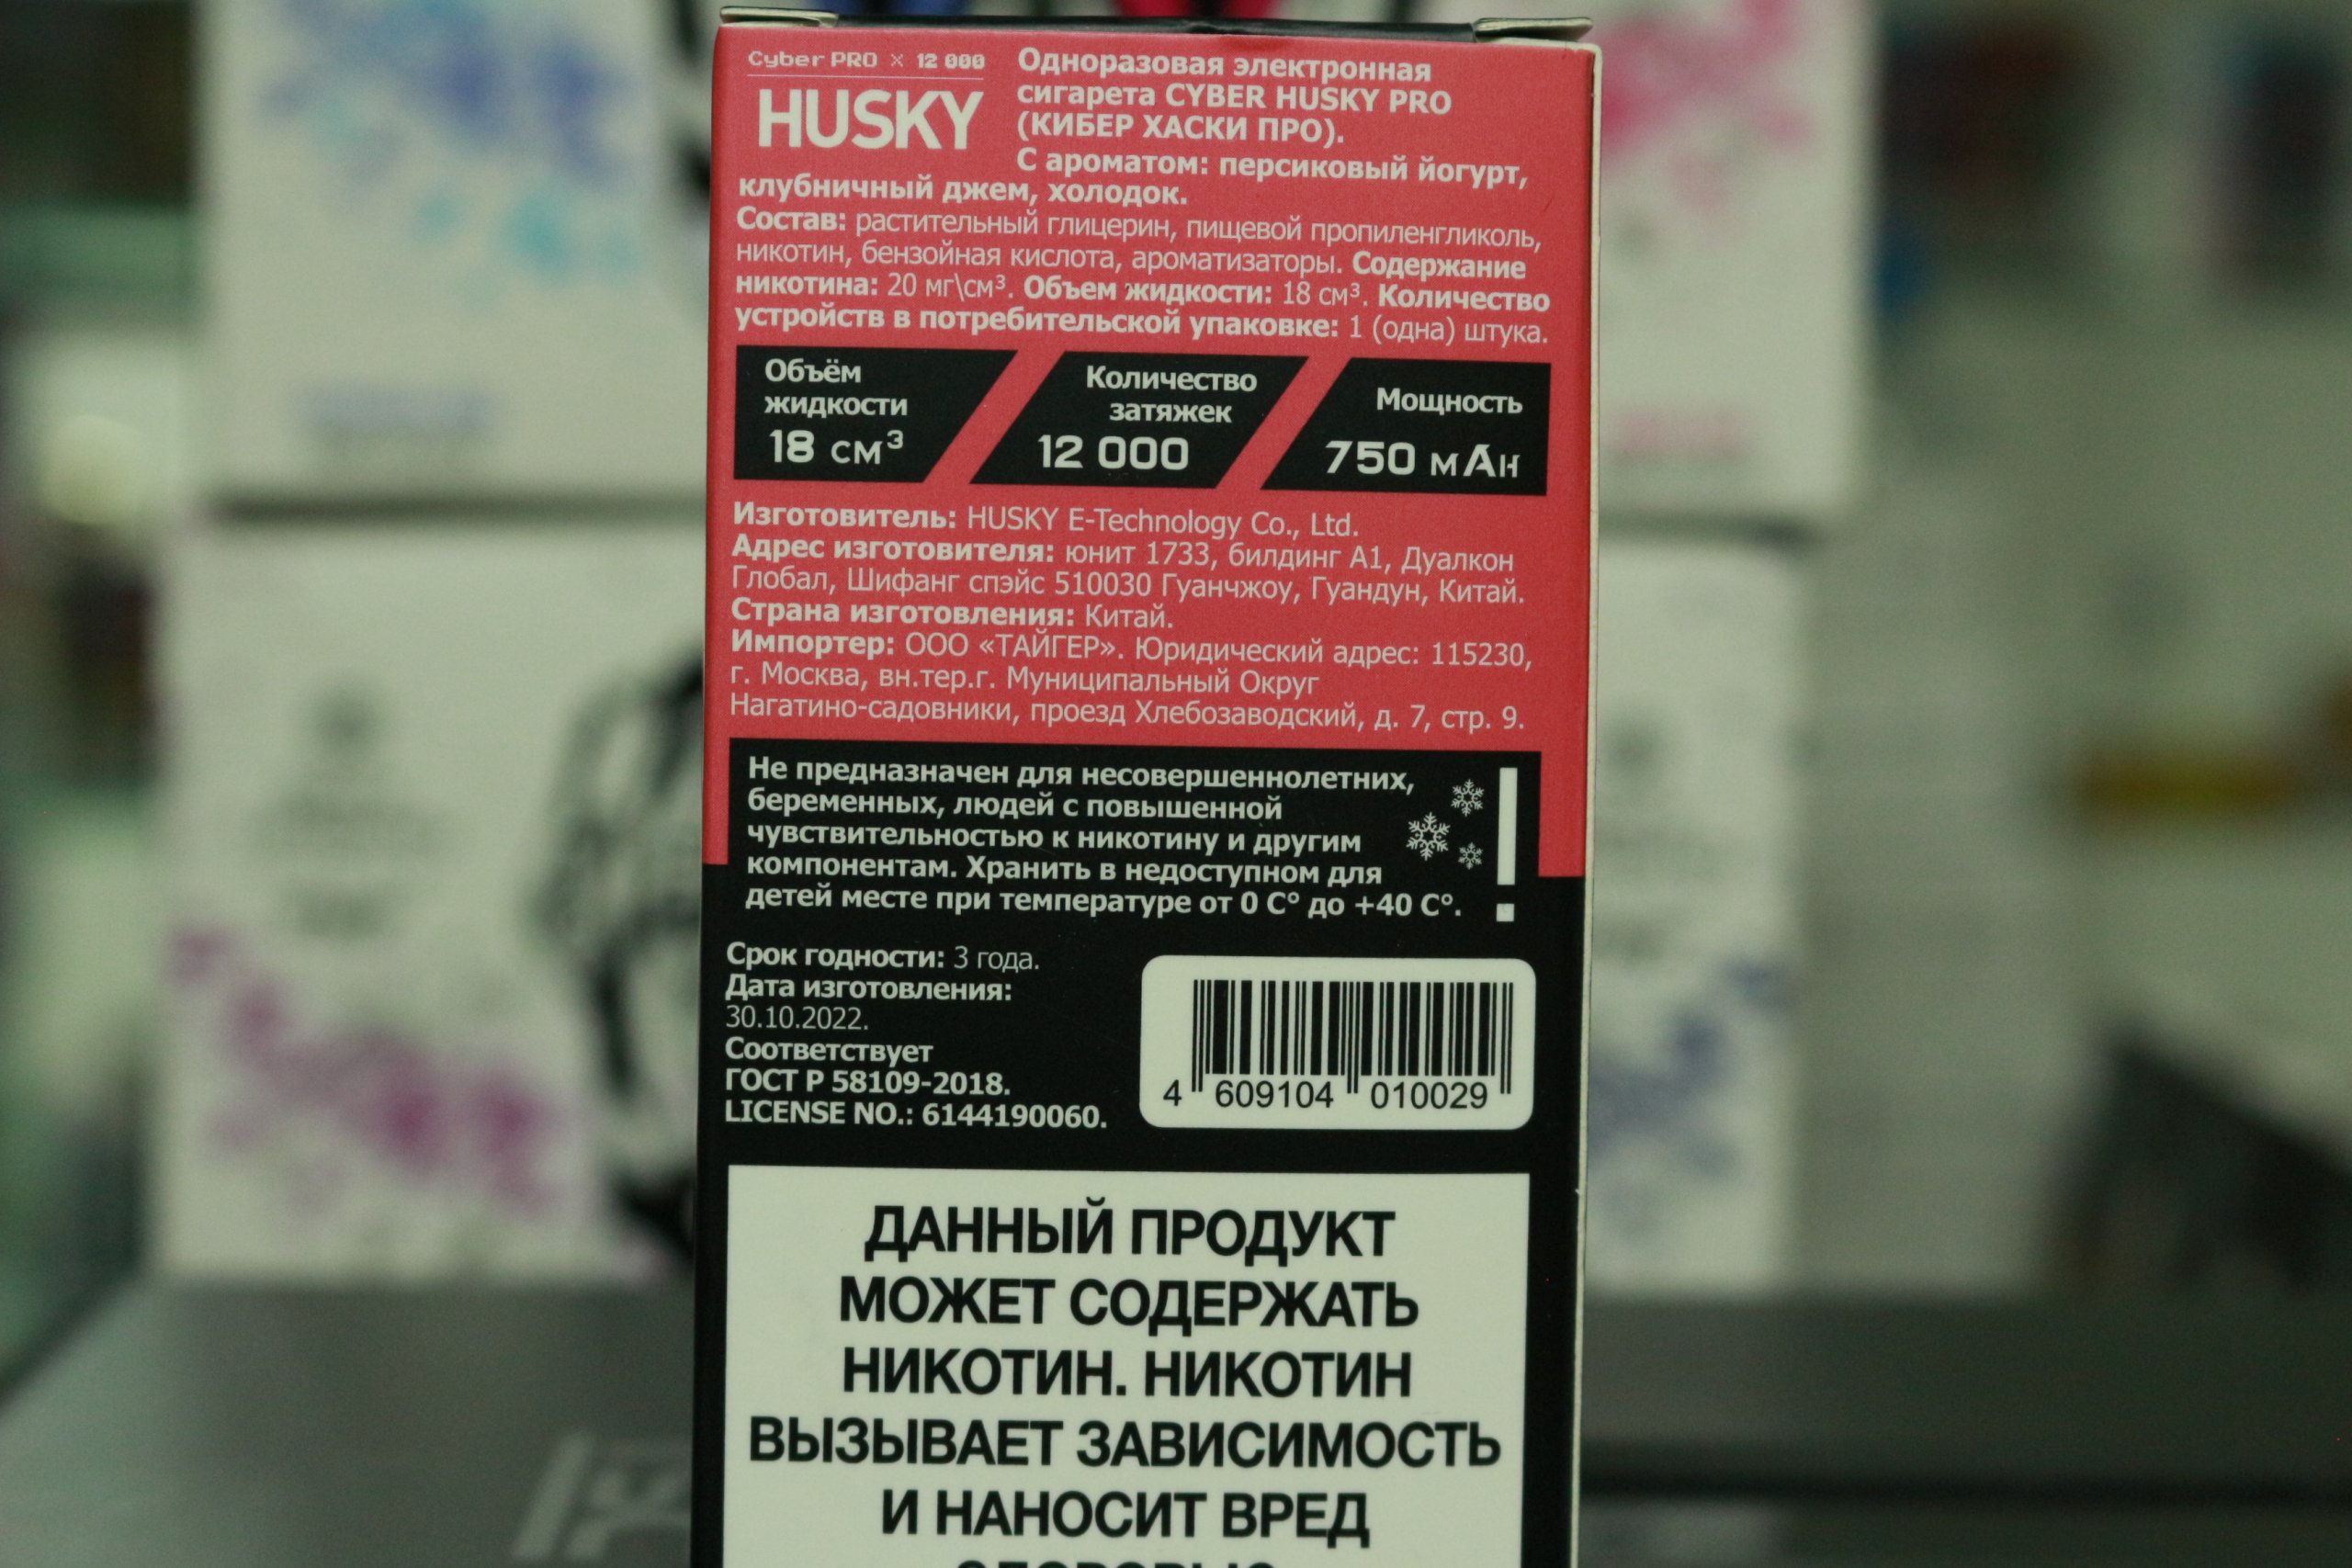 Cyber PRO × 12 000
HUSKY
Одноразовая электронная
сигарета CYBER HUSKY PRO
(КИБЕР ХАСКИ ПРО).
С ароматом: персиковый йогурт,
клубничный джем, холодок.
Состав: растительный глицерин, пищевой пропиленгликоль,
никотин, бензойная кислота, ароматизаторы. Содержание
никотина: 20 мг\см³. Объем жидкости: 18 см³. Количество
устройств в потребительской упаковке: 1 (одна) штука.
Объём
жидкости
18 см³
Количество
затяжек
12 000
Мощность
750 мАн
Изготовитель: HUSKY E-Technology Co., Ltd.
Адрес изготовителя: юнит 1733, билдинг А1, Дуалкон
Глобал, Шифанг спэйс 510030 Гуанчжоу, Гуандун, Китай.
Страна изготовления: Китай.
Импортер: ООО «ТАЙГЕР». Юридический адрес: 115230,
г. Москва, вн.тер.г. Муниципальный Округ
Нагатино-садовники, проезд Хлебозаводский, д. 7, стр. 9.
Не предназначен для несовершеннолетних,
беременных, людей с повышенной
чувствительностью к никотину и другим
компонентам. Хранить в недоступном для
детей месте при температуре от 0 С° до +40 С°.
Срок годности: 3 года.
Дата изготовления:
30.10.2022.
Соответствует
ГОСТ Р 58109-2018.
LICENSE NO.: 6144190060.
4 609104 010029
ДАННЫЙ ПРОДУКТ
МОЖЕТ СОДЕРЖАТЬ
НИКОТИН. НИКОТИН
ВЫЗЫВАЕТ ЗАВИСИМОСТЬ
И НАНОСИТ ВРЕД